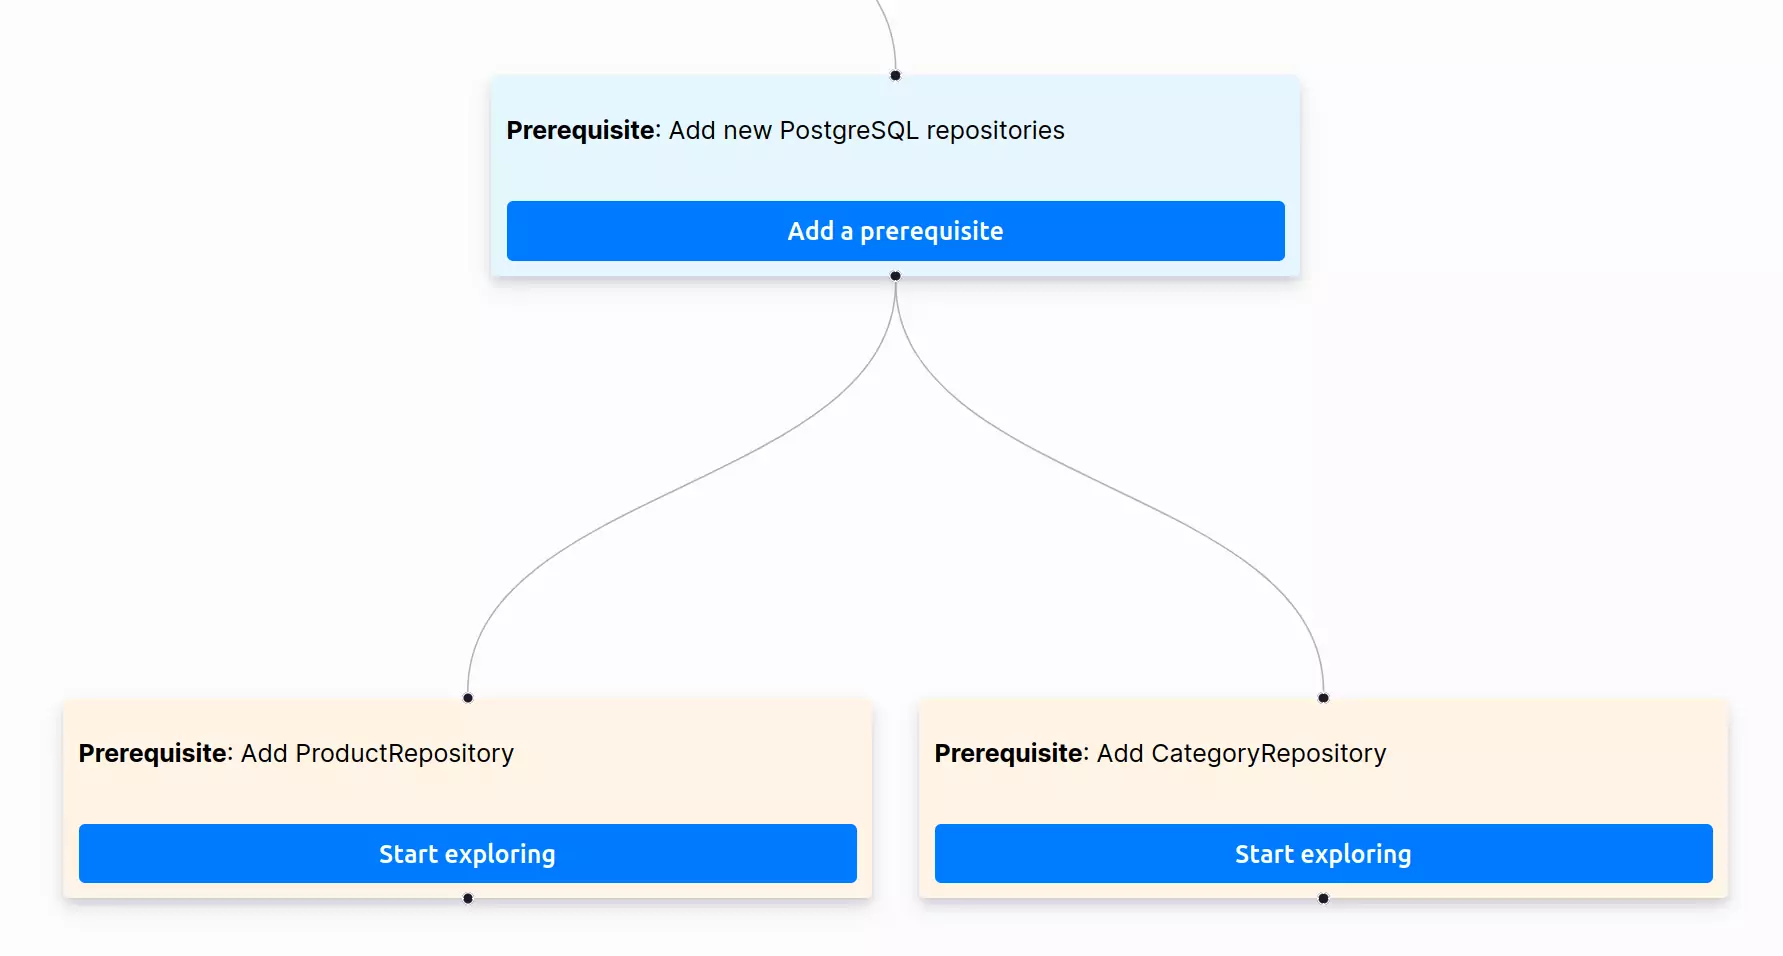 Prerequisite: Add new PostgreSQL repositories
Add a prerequisite
Prerequisite: Add ProductRepository
Start exploring
Prerequisite: Add CategoryRepository
Start exploring